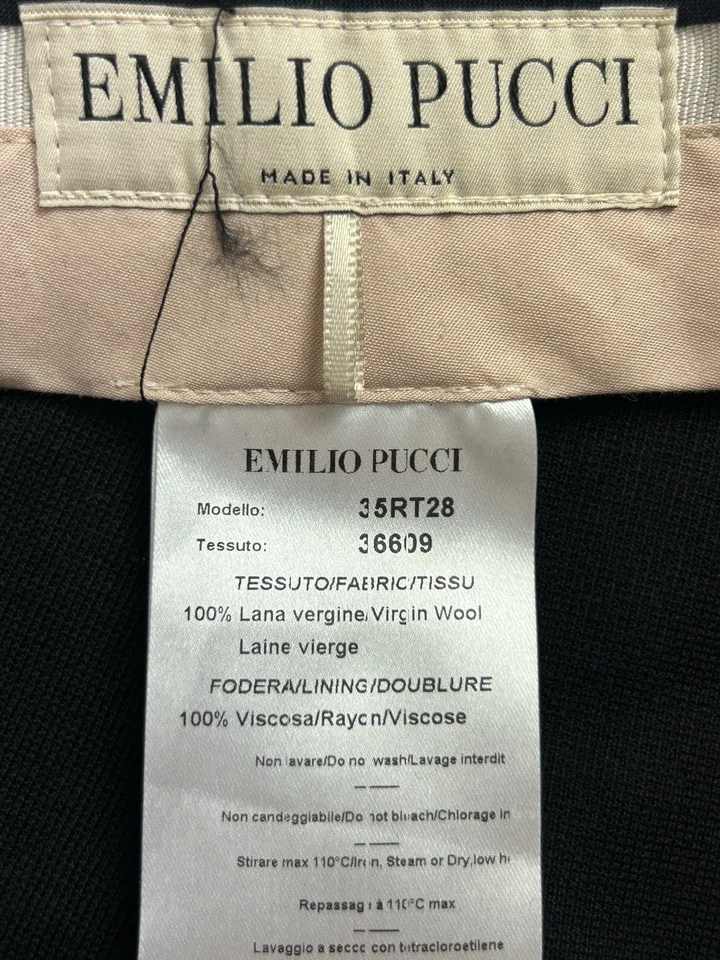 EMILIO PUCCI
MADE IN ITALY
EMILIO PUCCI
Modello: 35RT28
Tessuto: 36609
TESSUTO/FABRIC/TISSU
100% Lana vergine/Virgin Wool
Laine vierge
FODERA/LINING/DOUBLURE
100% Viscosa/Rayon/Viscose
Non lavare/Do not wash/Lavage interdit
Non candeggiabile/Do not bleach/Chlorage in
Stirare max 110°C/Iron, Steam or Dry,low h
Repassag à 110°C max
Lavaggio a secco con tetracloroetilene